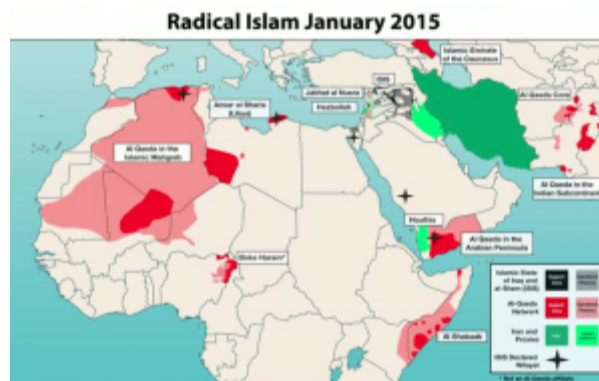 Radical Islam January 2015
Islamic Emirate
of the Caucasus
ISIS
Jabhat al Nusra
Hezbollah
Al Qaeda Core
Ansar al Sharia
(Libya)
Al Qaeda in the
Islamic Maghreb
Al Qaeda in the
Indian Subcontinent
Houthis
Al Qaeda in the
Arabian Peninsula
Boko Haram*
Al Shabaab
Islamic State
of Iraq and
al Sham (ISIS)
Al Qaeda
Network
Iran and
Proxies
ISIS Declared
Wilayat
* Not an Al Qaeda affiliate